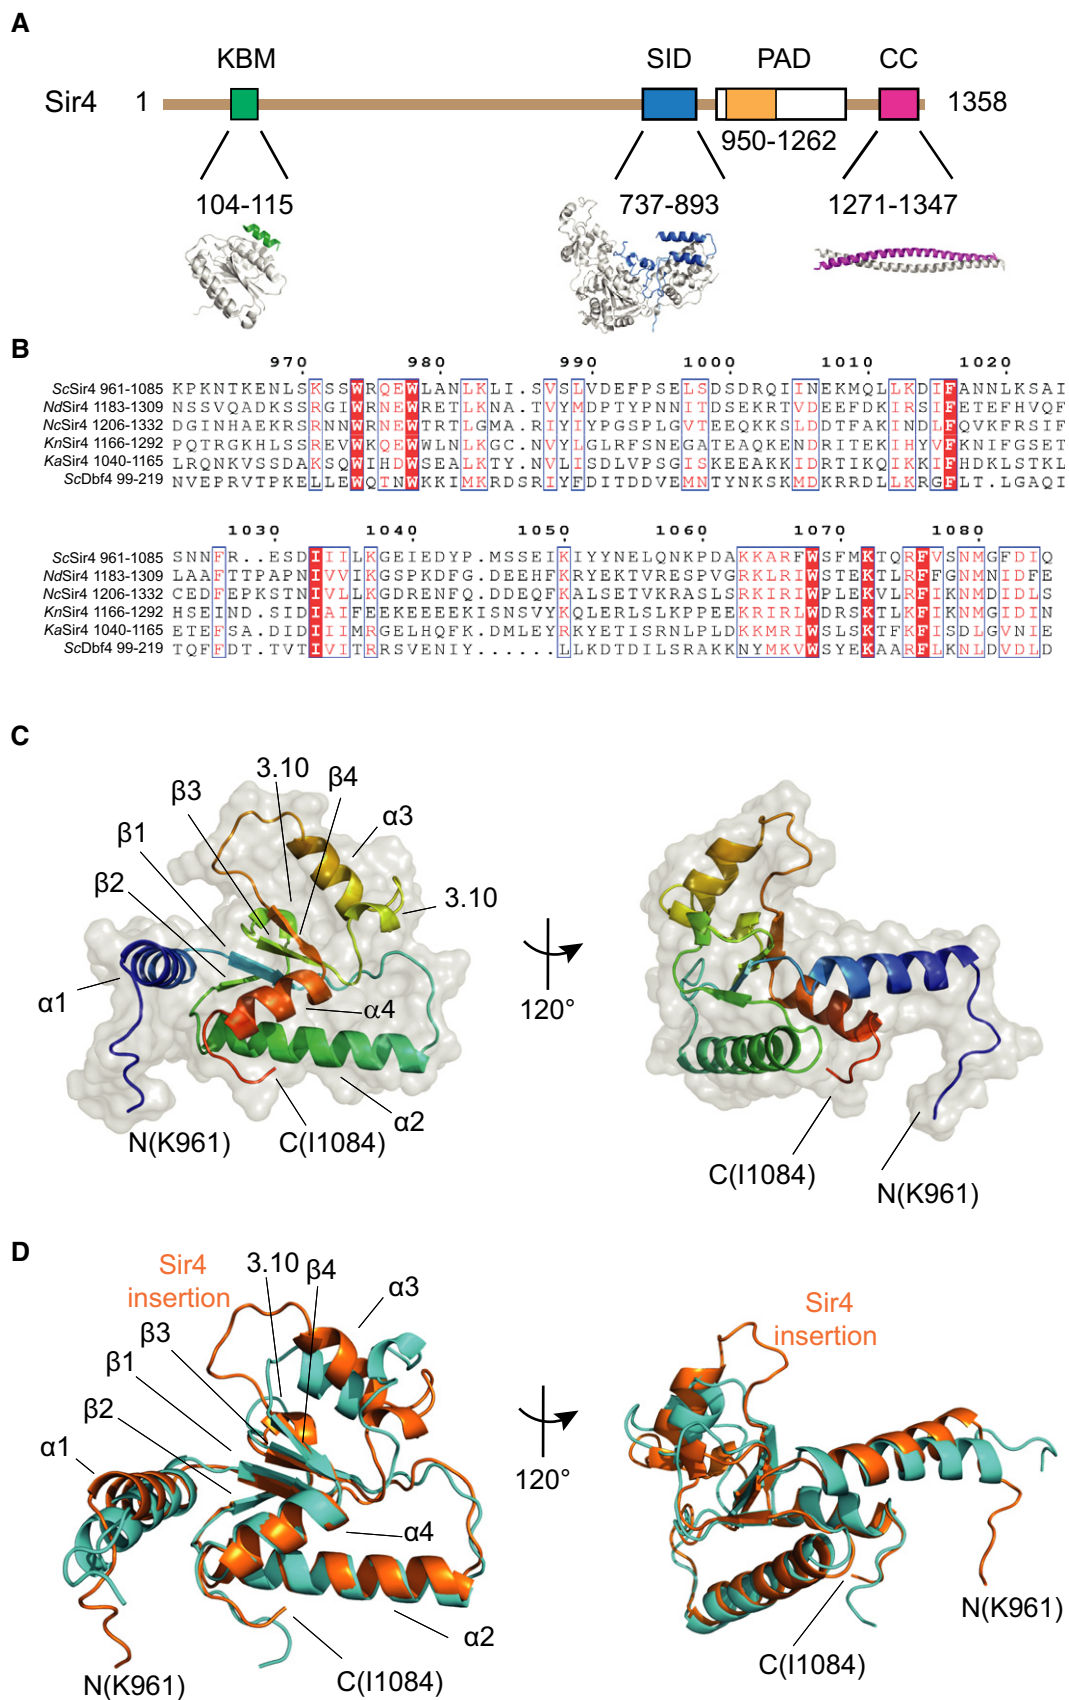 A
KBM SID PAD CC
Sir4 1 1358
950-1262
104-115 737-893 1271-1347
B
970 980 990 1000 1010 1020
ScSir4 961-1085 KPKNTKENLSKSSWRQEWLANLKLI.SVSLVDEFPSELSDSDRQIINEKMQLLKDIFANNLKSAI
NdSir4 1183-1309 NSSVQADKSSRGIWRNEWRETLKNA.TVYMDPTYPNNITDSEKRTVDEEFDKIRSIFETEFHVQF
NcSir4 1206-1332 DGINHAEKRSRNNWRNEWTRTLGMA.RIYIYPGSPLGVTEEQKKSLDDTFAKINDLFQVKFRSIF
KnSir4 1166-1292 PQTRGKHLSSREVWKQEWWLNLKGC.NVYLGLRFSNEGATEAQKENDRITEKIHYVFKNIFGSET
KaSir4 1040-1165 LRQNKVSSDAKSQWIHDWSEALKTY.NVLISDLVPSGISKEEAKKIDRTIKQIKKIFHDKLSTKL
ScDbf4 99-219 NVEPRVTPKELLEWQTNWKKIMKRDSRIYFDITDDVEMNTYNKSKMDKRRDLLKRGFLT.LGAQI
1030 1040 1050 1060 1070 1080
ScSir4 961-1085 SNNFR..ESDIIILKGEIEDYP.MSSEIKIYYNELQNKPDAKKARFWSFMKTQRFVSNMGFDIQ
NdSir4 1183-1309 LAAFTTPAPNIVVIKGSPKDFG.DEEHFKRYEKTVRESPVGRKLRIWSTEKTLRFFGNMNIDFE
NcSir4 1206-1332 CEDFEPKSTNIVLLKGDRENFQ.DDEQFKALSETVKRIKPASEKIRIWPLEKVLRFIKNMDIDLS
KnSir4 1166-1292 HSEIND.SIDIAIFEEKEEEEKISNSVYKQLERLSLKPPEEKRIRLWDRSKTLKFIKNMGIDIN
KaSir4 1040-1165 ETEFSA.DIDIIIMRGELHQFK.DMLEYRKYETISRNLPLDKKMRIWSLSKTFKFISDLGVNIE
ScDbf4 99-219 TQFFDT.TVTIVITRRSVENIY......LLKDTDILSRAKKNYMKVWSYEKAARFLKNLDVDLD
C
3.10
β3 β4
α3
β1
β2
3.10
α1
α4
120°
α2
N(K961) C(I1084)
C(I1084)
N(K961)
D
Sir4
insertion
3.10
β4
α3
β3
β1
β2
α1
Sir4
insertion
120°
α4
α2
N(K961)
C(I1084)
N(K961)
C(I1084)